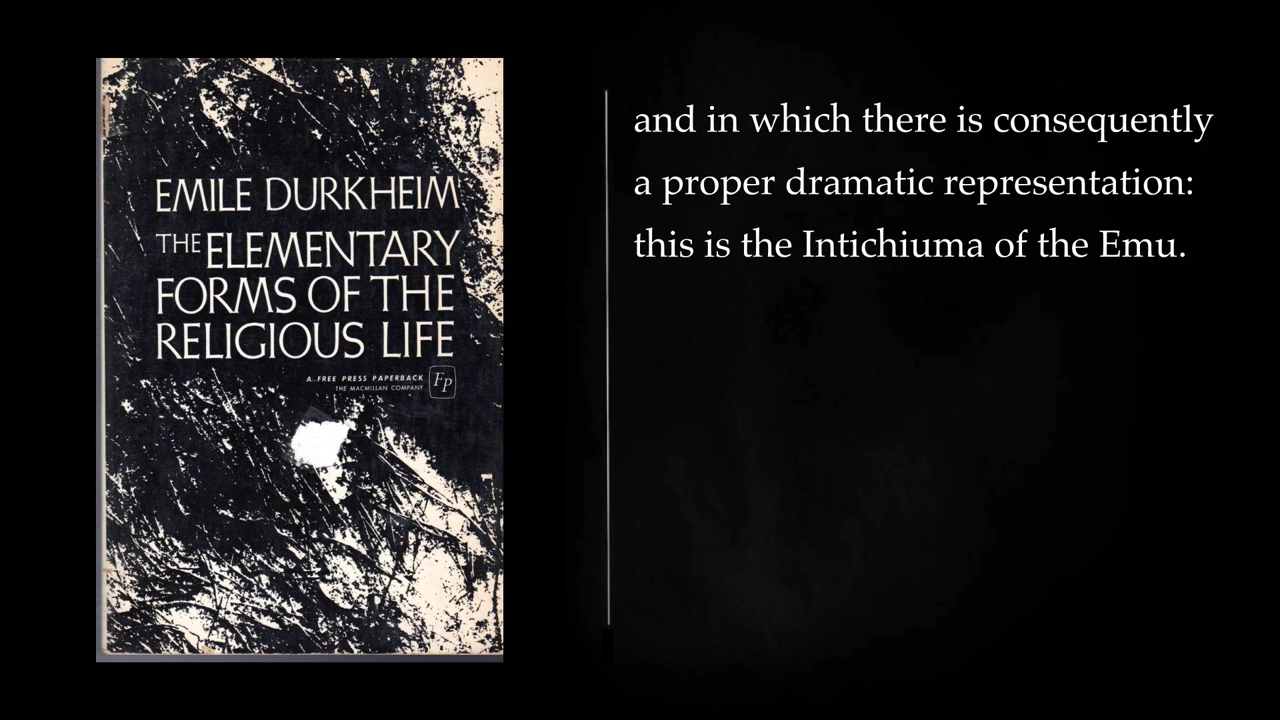 EMILE DURKHEIM
THE ELEMENTARY
FORMS OF THE
RELIGIOUS LIFE
A FREE PRESS PAPERBACK
THE MACMILLAN COMPANY
FP
and in which there is consequently
a proper dramatic representation:
this is the Intichiuma of the Emu.